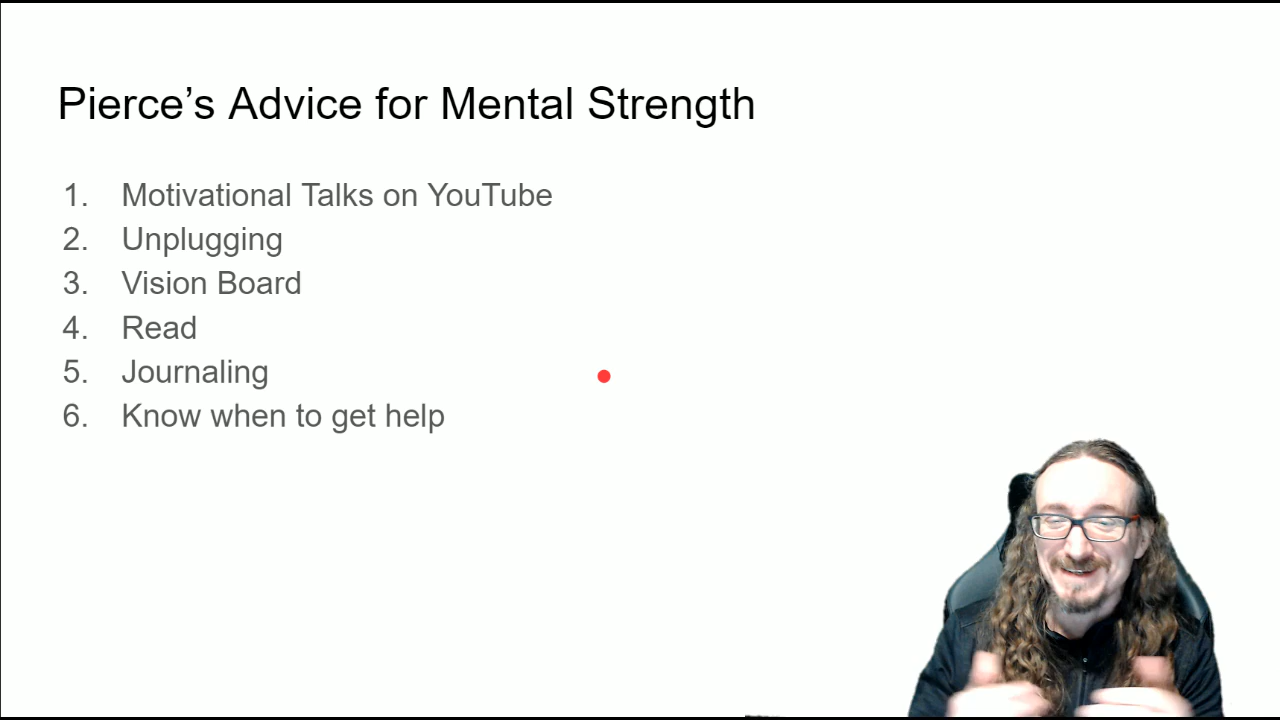 Pierce’s Advice for Mental Strength
1. Motivational Talks on YouTube
2. Unplugging
3. Vision Board
4. Read
5. Journaling
6. Know when to get help